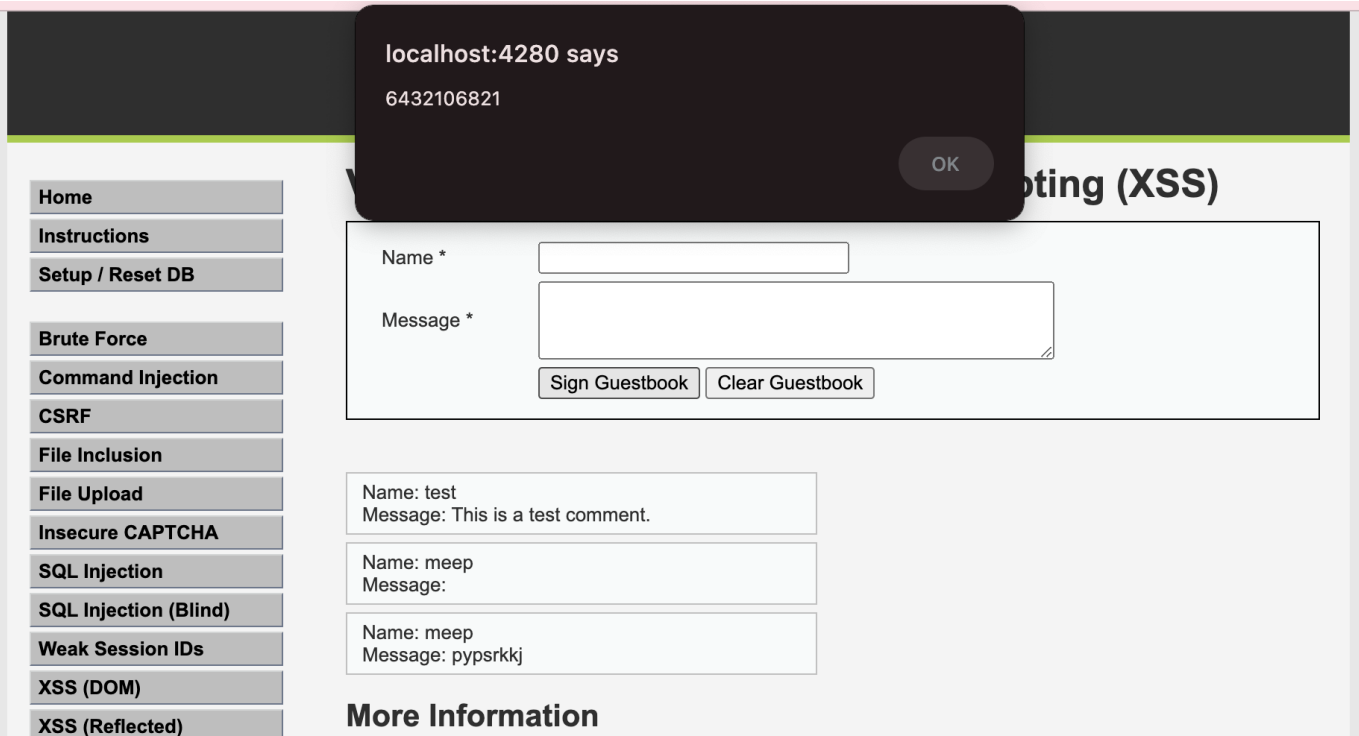 localhost:4280 says
6432106821
OK
(XSS)
Home
Instructions
Setup / Reset DB
Brute Force
Command Injection
CSRF
File Inclusion
File Upload
Insecure CAPTCHA
SQL Injection
SQL Injection (Blind)
Weak Session IDs
XSS (DOM)
XSS (Reflected)
Name *
Message *
Sign Guestbook Clear Guestbook
Name: test
Message: This is a test comment.
Name: meep
Message:
Name: meep
Message: pypsrkkj
More Information